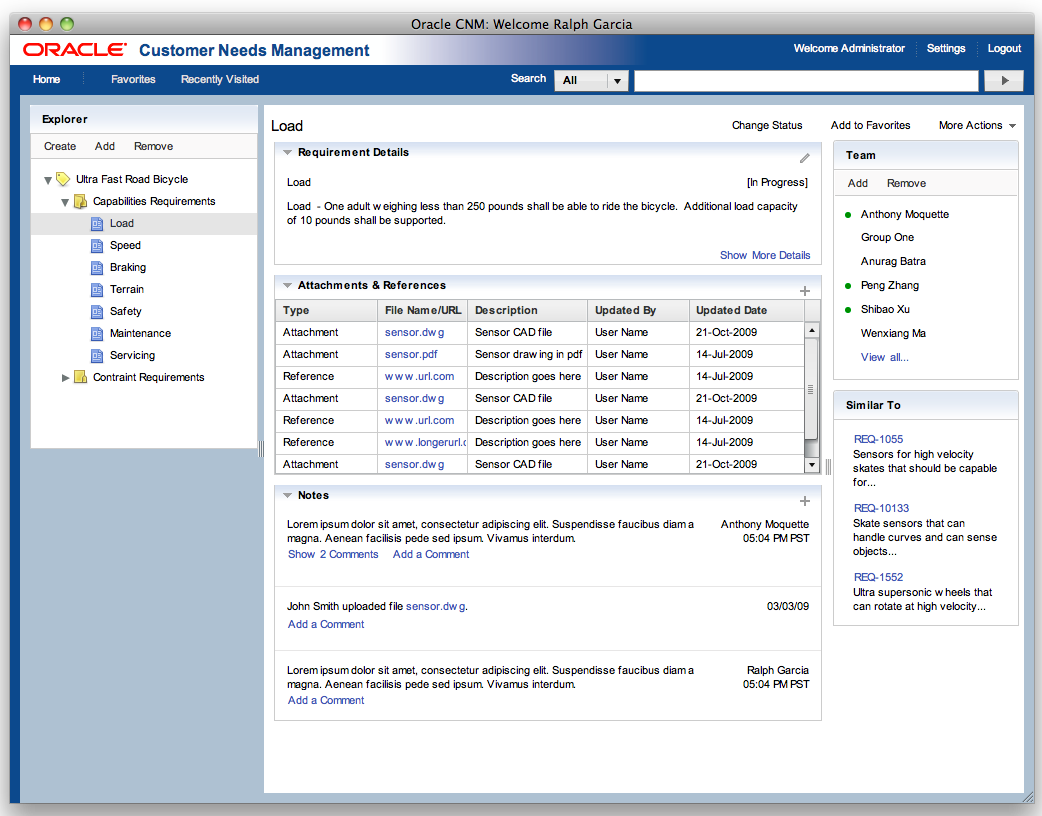 Oracle CNM: Welcome Ralph Garcia
ORACLE Customer Needs Management
Welcome Administrator Settings Logout
Home Favorites Recently Visited Search All
Explorer
Create Add Remove
Ultra Fast Road Bicycle
Capabilities Requirements
Load
Speed
Braking
Terrain
Safety
Maintenance
Servicing
Contraint Requirements
Load
Change Status Add to Favorites More Actions
Requirement Details
Load [In Progress]
Load - One adult weighing less than 250 pounds shall be able to ride the bicycle. Additional load capacity
of 10 pounds shall be supported.
Show More Details
Attachments & References
Type File Name/URL Description Updated By Updated Date
Attachment sensor.dwg Sensor CAD file User Name 21-Oct-2009
Attachment sensor.pdf Sensor drawing in pdf User Name 14-Jul-2009
Reference www.url.com Description goes here User Name 14-Jul-2009
Attachment sensor.dwg Sensor CAD file User Name 21-Oct-2009
Reference www.url.com Description goes here User Name 14-Jul-2009
Reference www.longerurl.c Description goes here User Name 14-Jul-2009
Attachment sensor.dwg Sensor CAD file User Name 21-Oct-2009
Notes
Lorem ipsum dolor sit amet, consectetur adipiscing elit. Suspendisse faucibus diam a Anthony Moquette
magna. Aenean facilisis pede sed ipsum. Vivamus interdum. 05:04 PM PST
Show 2 Comments Add a Comment
John Smith uploaded file sensor.dwg. 03/03/09
Add a Comment
Lorem ipsum dolor sit amet, consectetur adipiscing elit. Suspendisse faucibus diam a Ralph Garcia
magna. Aenean facilisis pede sed ipsum. Vivamus interdum. 05:04 PM PST
Add a Comment
Team
Add Remove
Anthony Moquette
Group One
Anurag Batra
Peng Zhang
Shibao Xu
Wenxiang Ma
View all...
Similar To
REQ-1055
Sensors for high velocity
skates that should be capable
for...
REQ-10133
Skate sensors that can
handle curves and can sense
objects...
REQ-1552
Ultra supersonic wheels that
can rotate at high velocity...